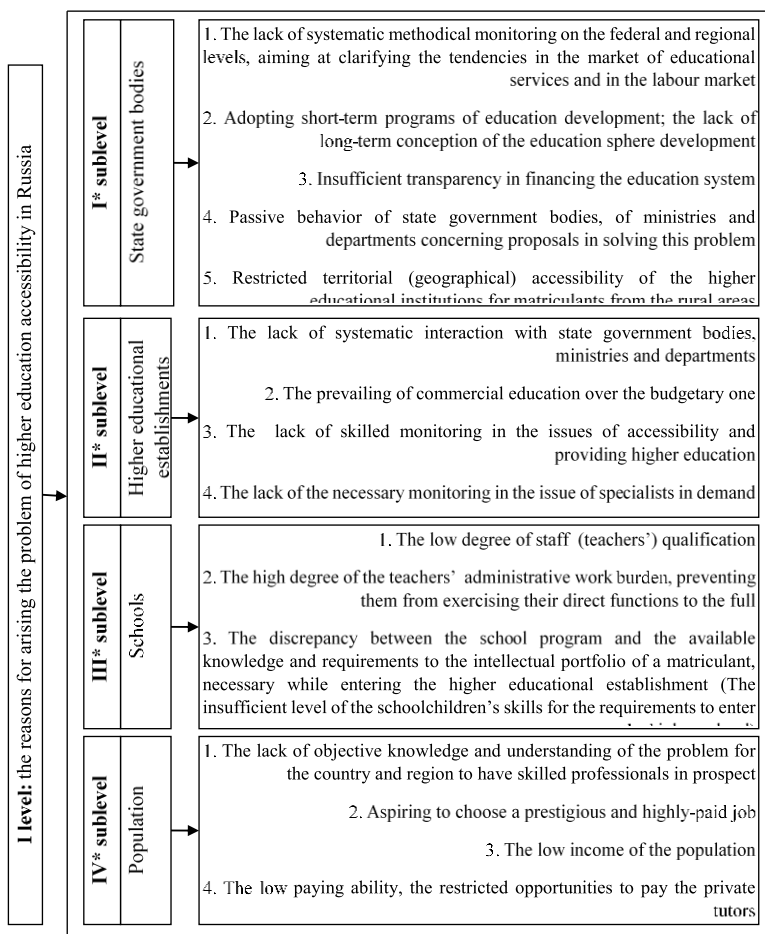 I level: the reasons for arising the problem of higher education accessibility in Russia
I* sublevel
State government bodies
1. The lack of systematic methodical monitoring on the federal and regional
levels, aiming at clarifying the tendencies in the market of educational
services and in the labour market
2. Adopting short-term programs of education development; the lack of
long-term conception of the education sphere development
3. Insufficient transparency in financing the education system
4. Passive behavior of state government bodies, of ministries and
departments concerning proposals in solving this problem
5. Restricted territorial (geographical) accessibility of the higher
educational institutions for matriculants from the rural areas
II* sublevel
Higher educational
establishments
1. The lack of systematic interaction with state government bodies,
ministries and departments
2. The prevailing of commercial education over the budgetary one
3. The lack of skilled monitoring in the issues of accessibility and
providing higher education
4. The lack of the necessary monitoring in the issue of specialists in demand
III* sublevel
Schools
1. The low degree of staff (teachers’) qualification
2. The high degree of the teachers’ administrative work burden, preventing
them from exercising their direct functions to the full
3. The discrepancy between the school program and the available
knowledge and requirements to the intellectual portfolio of a matriculant,
necessary while entering the higher educational establishment (The
insufficient level of the schoolchildren’s skills for the requirements to enter
IV* sublevel
Population
1. The lack of objective knowledge and understanding of the problem for
the country and region to have skilled professionals in prospect
2. Aspiring to choose a prestigious and highly-paid job
3. The low income of the population
4. The low paying ability, the restricted opportunities to pay the private
tutors